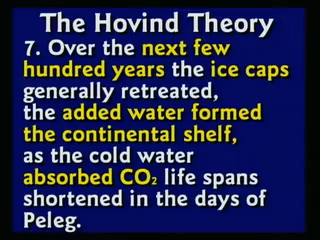 The Hovind Theory
7. Over the next few
hundred years the ice caps
generally retreated,
the added water formed
the continental shelf,
as the cold water
absorbed CO₂ life spans
shortened in the days of
Peleg.